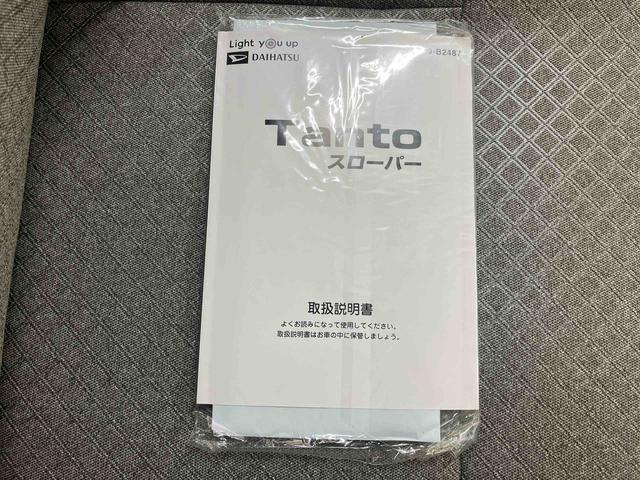 Light you up
DAIHATSU
-B2487
Tanto
スローパー
取扱説明書
よくお読みになって使用してください。
取扱説明書はお車の中に保管しましょう。